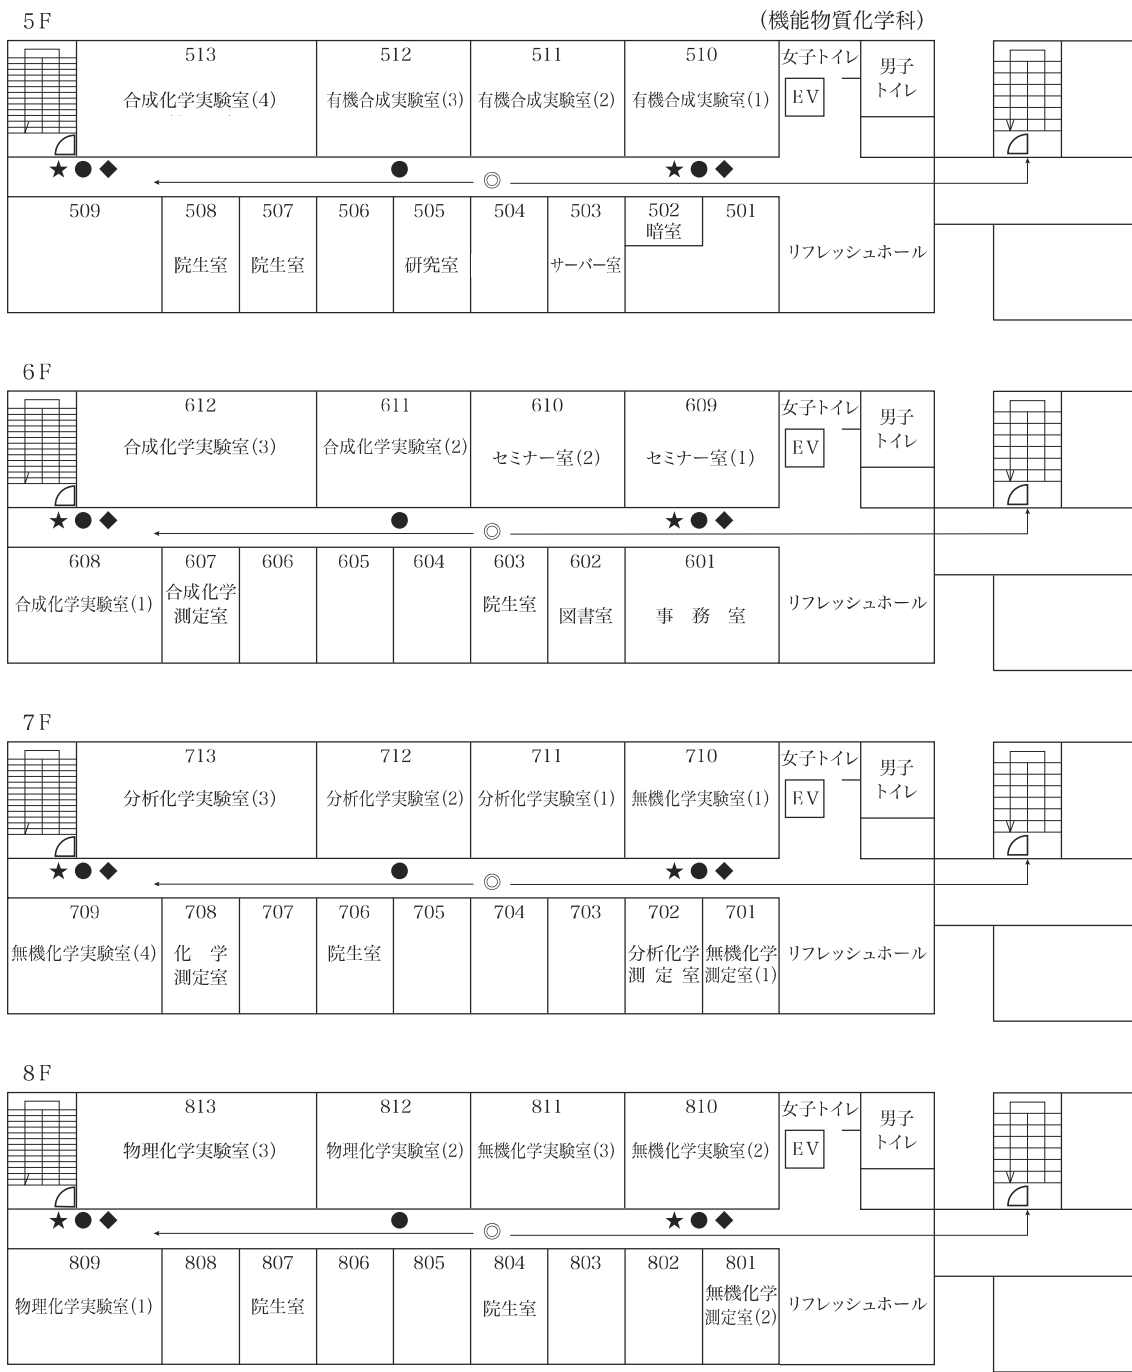 5F
(機能物質化学科)
513 512 511 510 女子トイレ 男子
トイレ
合成化学実験室(4) 有機合成実験室(3) 有機合成実験室(2) 有機合成実験室(1) EV
★●◆ ● ◎ ★●◆
509 508 507 506 505 504 503 502 501
暗室
院生室 院生室 研究室 サーバー室 リフレッシュホール
6F
612 611 610 609 女子トイレ 男子
トイレ
合成化学実験室(3) 合成化学実験室(2) セミナー室(2) セミナー室(1) EV
★●◆ ● ◎ ★●◆
608 607 606 605 604 603 602 601
合成化学実験室(1) 合成化学
測定室 院生室 図書室 事務室 リフレッシュホール
7F
713 712 711 710 女子トイレ 男子
トイレ
分析化学実験室(3) 分析化学実験室(2) 分析化学実験室(1) 無機化学実験室(1) EV
★●◆ ● ◎ ★●◆
709 708 707 706 705 704 703 702 701
無機化学実験室(4) 化学 院生室 分析化学 無機化学 リフレッシュホール
測定室 測定室 測定室(1)
8F
813 812 811 810 女子トイレ 男子
トイレ
物理化学実験室(3) 物理化学実験室(2) 無機化学実験室(3) 無機化学実験室(2) EV
★●◆ ● ◎ ★●◆
809 808 807 806 805 804 803 802 801
物理化学実験室(1) 院生室 院生室 無機化学
測定室(2) リフレッシュホール